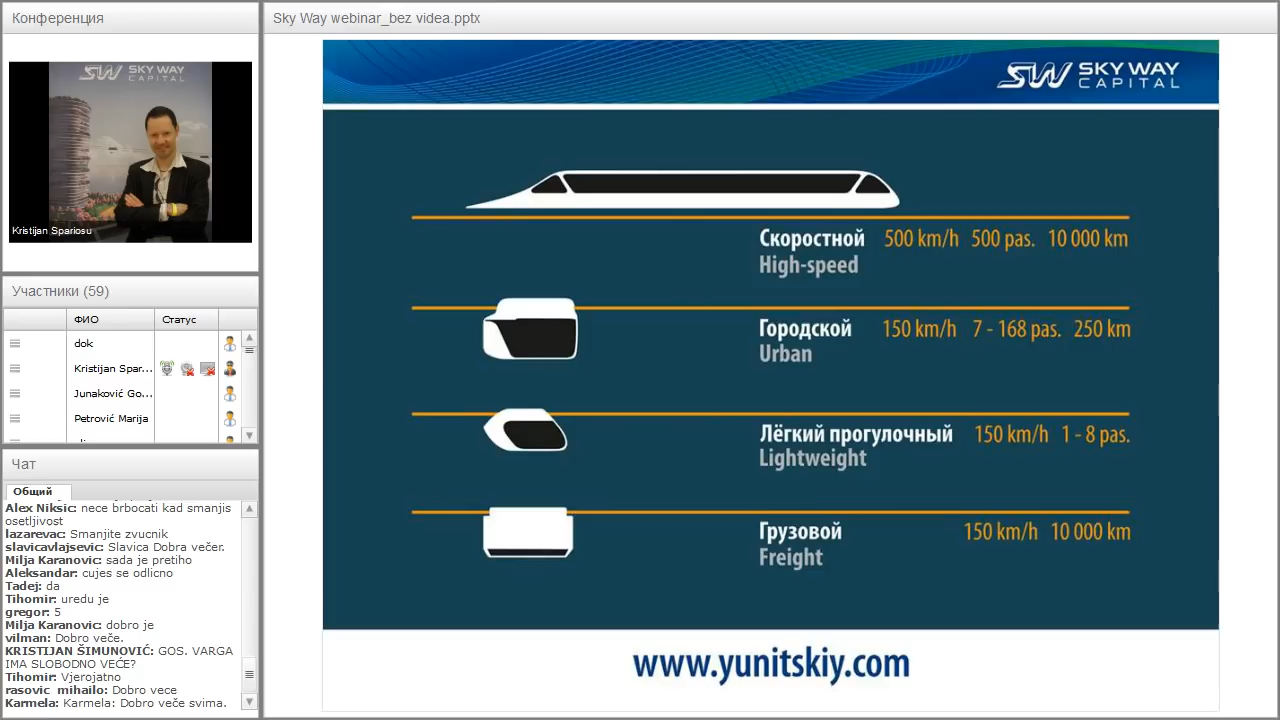 Конференция
SKY WAY
CAPITAL
Kristijan Spariosu
Участники (59)
ФИО Статус
dok
Kristijan Spar...
Junaković Go...
Petrović Marija
Чат
Общий
Alex Niksic: nece brbocati kad smanjis
osetljivost
lazarevac: Smanjite zvucnik
slavicavlajsevic: Slavica Dobra večer.
Milja Karanovic: sada je pretiho
Aleksandar: cujes se odlicno
Tadej: da
Tihomir: uredu je
gregor: 5
Milja Karanovic: dobro je
vilman: Dobro veče.
KRISTIJAN ŠIMUNOVIĆ: GOS. VARGA
IMA SLOBODNO VEĆE?
Tihomir: Vjerojatno
rasovic_mihailo: Dobro vece
Karmela: Karmela: Dobro veče svima.
Sky Way webinar_bez videa.pptx
SW SKY WAY
CAPITAL
Скоростной 500 km/h 500 pas. 10 000 km
High-speed
Городской 150 km/h 7 - 168 pas. 250 km
Urban
Лёгкий прогулочный 150 km/h 1 - 8 pas.
Lightweight
Грузовой 150 km/h 10 000 km
Freight
www.yunitskiy.com